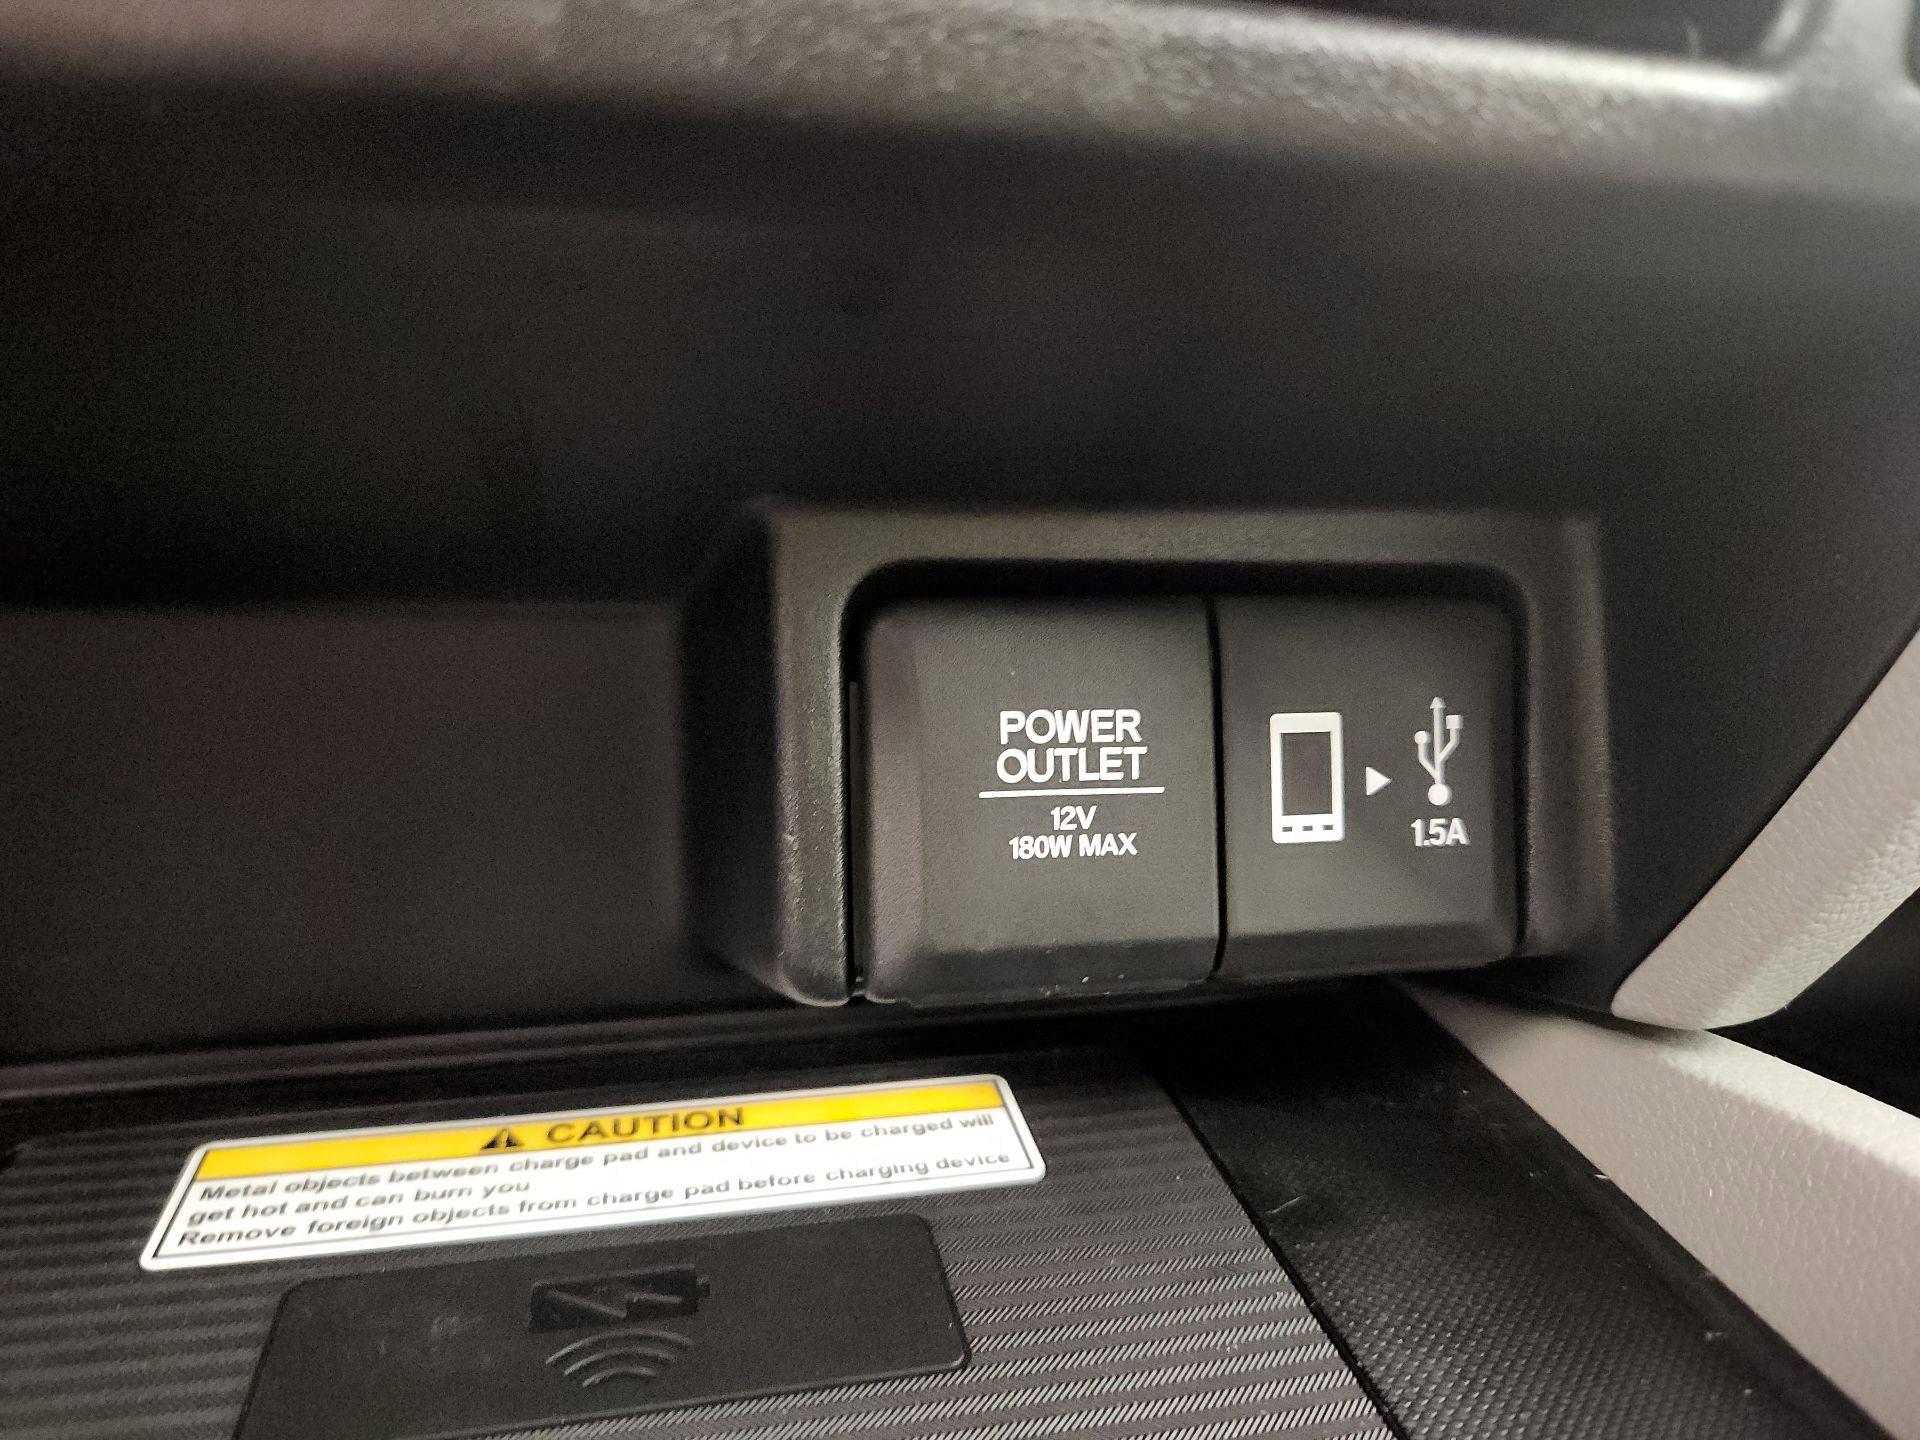 POWER
OUTLET
12V
180W MAX
1.5A
CAUTION
Metal objects between charge pad and device to be charged will
get hot and can burn you
Remove foreign objects from charge pad before charging device